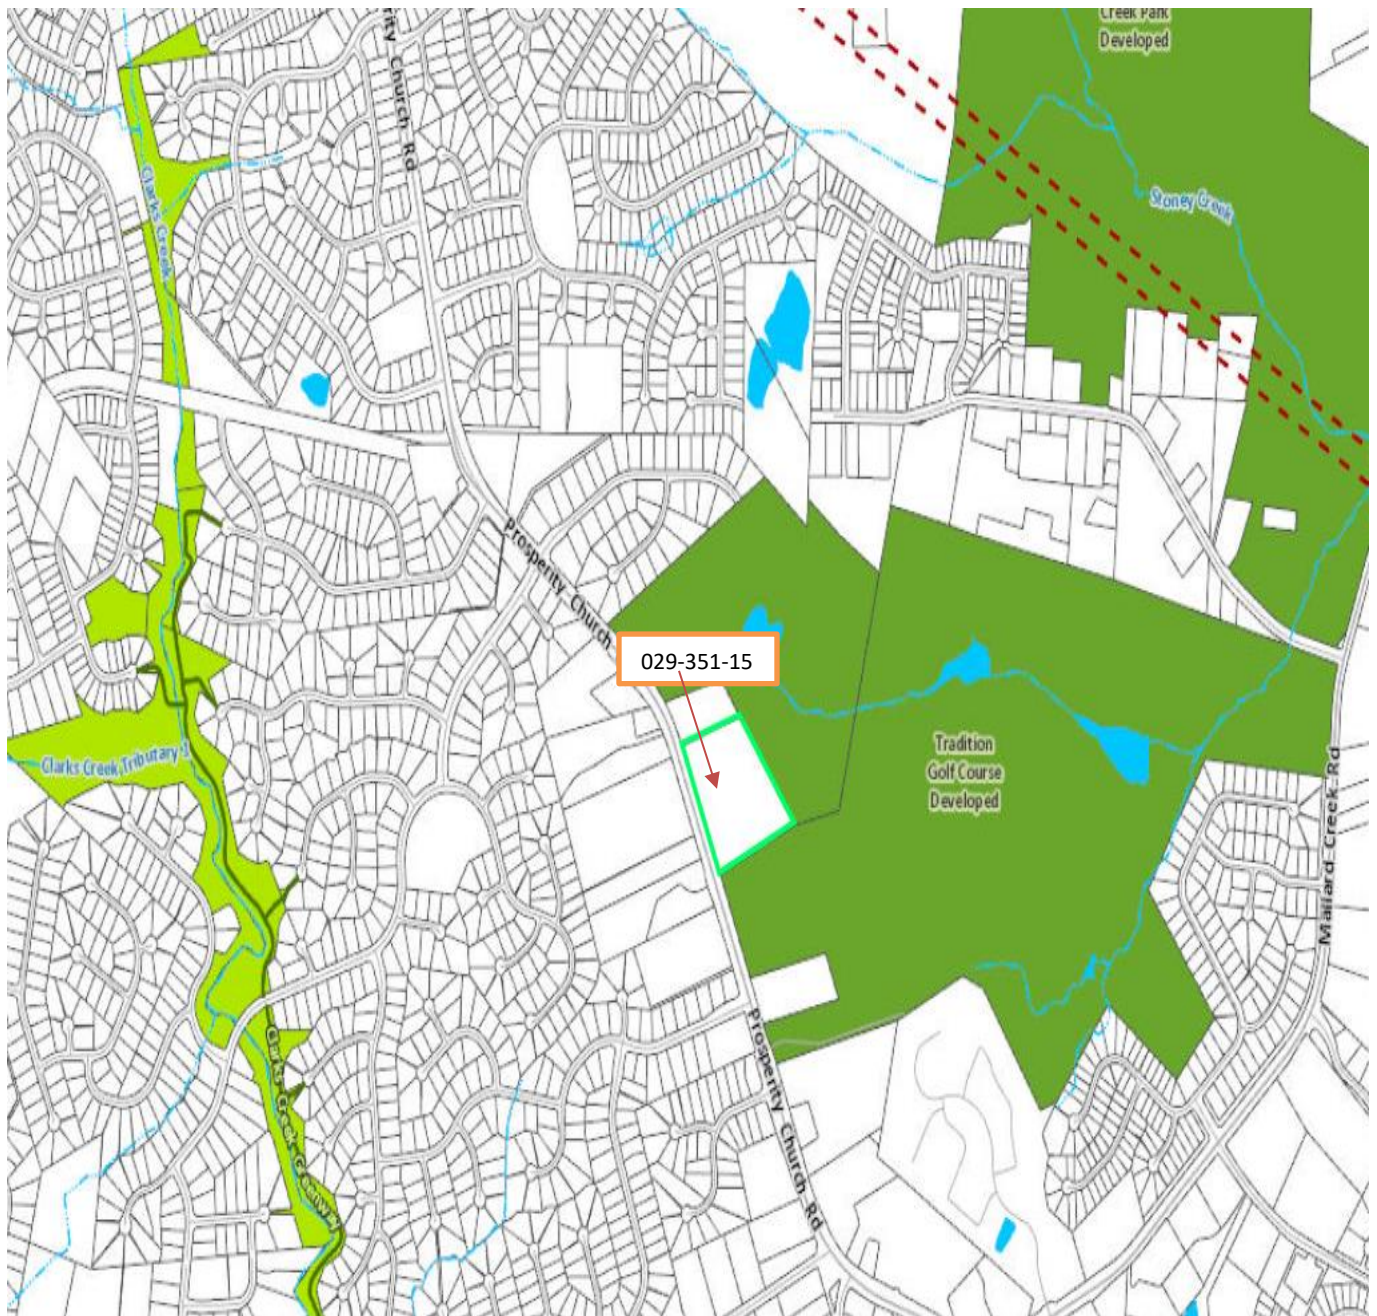 Creek Park
Developed
rity Church Rd
Clarks Creek
Stoney Creek
Prosperity Church
029-351-15
Clarks Creek Tributary 1
Tradition
Golf Course
Developed
Mallard Creek Rd
Prosperity Church Rd
Clarks Creek Greenway